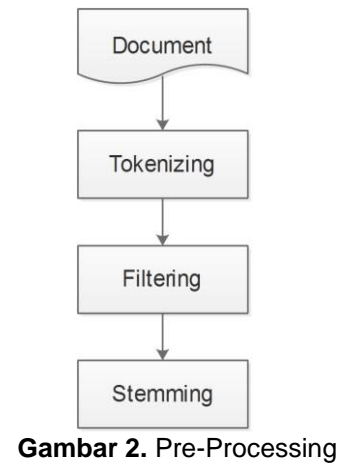 Document
Tokenizing
Filtering
Stemming
Gambar 2. Pre-Processing